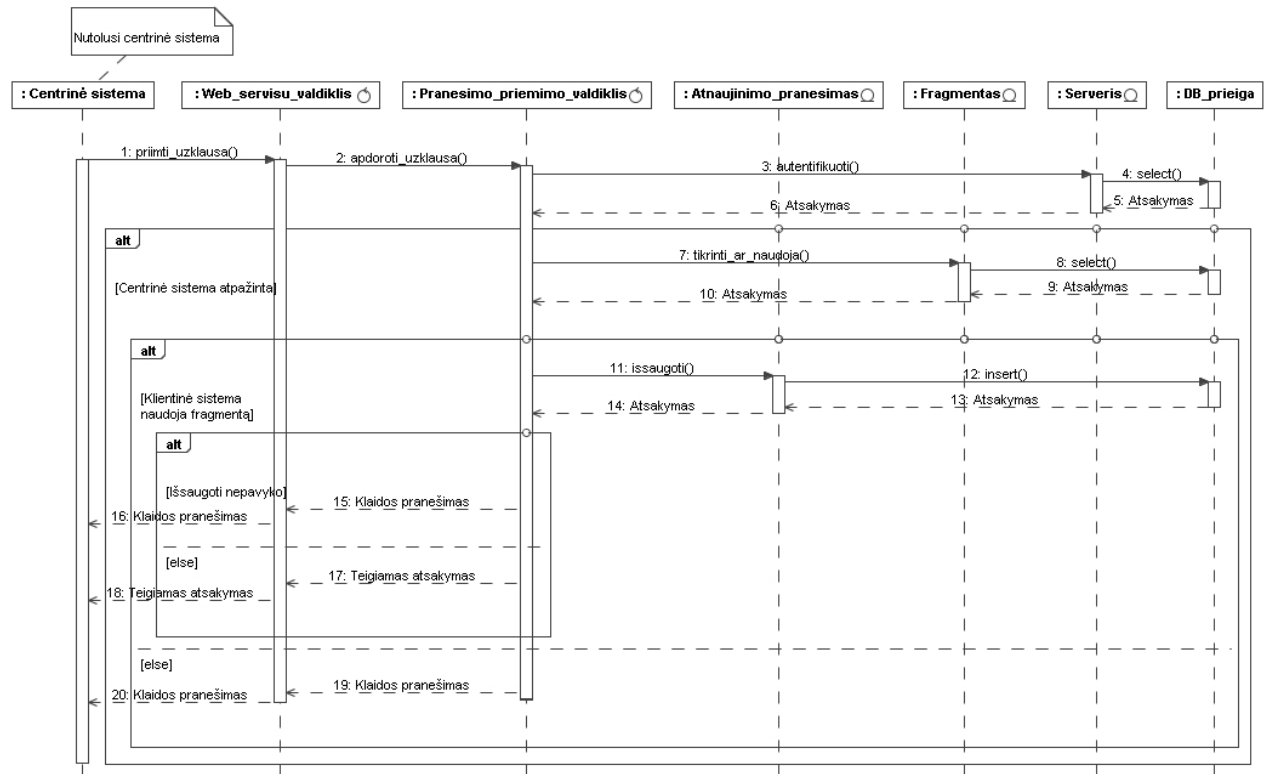 Nutolusi centrinė sistema
: Centrinė sistema
: Web_servisu_valdiklis
: Pranesimo_priemimo_valdiklis
: Atnaujinimo_pranesimas
: Fragmentas
: Serveris
: DB_prieiga
1: priimti_uzklausa()
2: apdoroti_uzklausa()
3: autentifikuoti()
4: select()
5: Atsakymas
6: Atsakymas
alt
7: tikrinti_ar_naudoja()
8: select()
[Centrinė sistema atpažinta]
9: Atsakymas
10: Atsakymas
alt
11: issaugoti()
12: insert()
[Klientinė sistema
naudoja fragmentą]
13: Atsakymas
14: Atsakymas
alt
[Išsaugoti nepavyko]
15: Klaidos pranešimas
16: Klaidos pranešimas
[else]
17: Teigiamas atsakymas
18: Teigiamas atsakymas
[else]
19: Klaidos pranešimas
20: Klaidos pranešimas